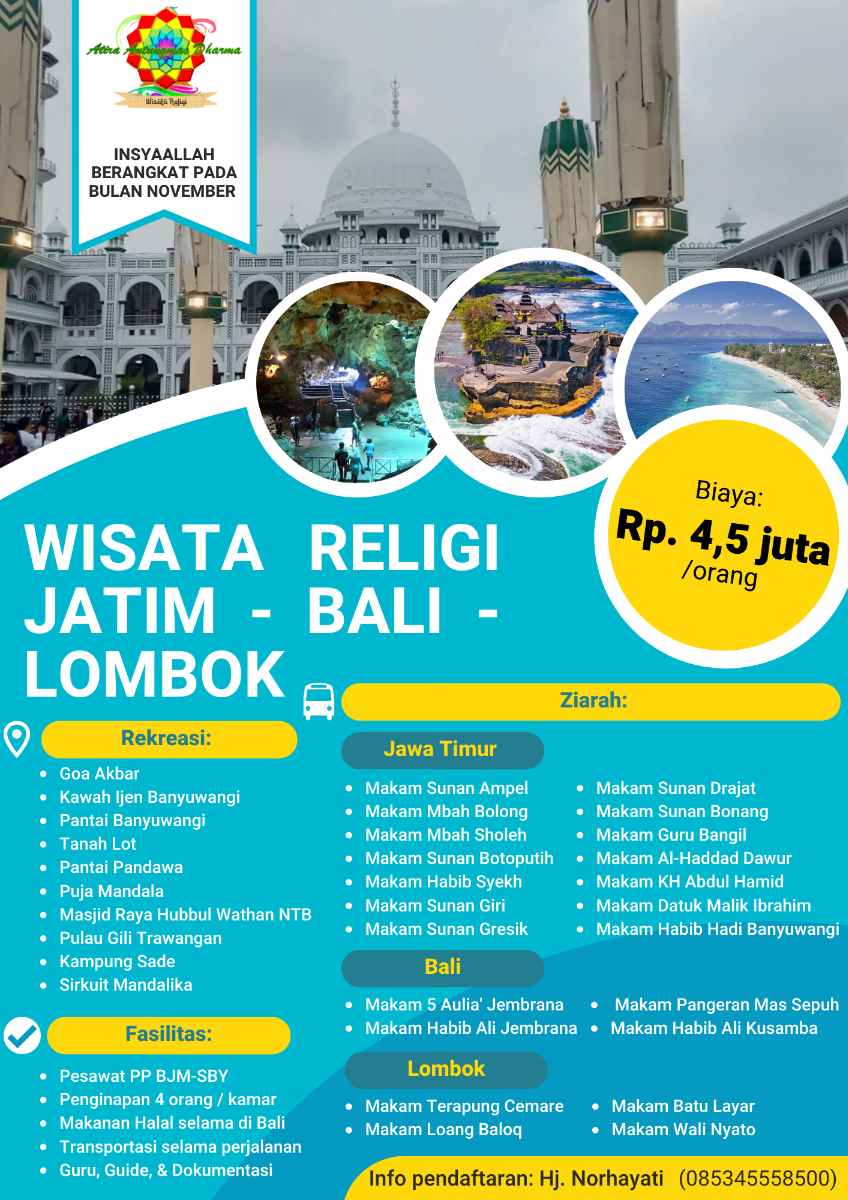 Atira Antangmas Dharma
Wisata Religi
INSYAALLAH
BERANGKAT PADA
BULAN NOVEMBER
Biaya:
Rp. 4,5 juta
/orang
WISATA RELIGI
JATIM - BALI -
LOMBOK
Rekreasi:
• Goa Akbar
• Kawah Ijen Banyuwangi
• Pantai Banyuwangi
• Tanah Lot
• Pantai Pandawa
• Puja Mandala
• Masjid Raya Hubbul Wathan NTB
• Pulau Gili Trawangan
• Kampung Sade
• Sirkuit Mandalika
Fasilitas:
• Pesawat PP BJM-SBY
• Penginapan 4 orang / kamar
• Makanan Halal selama di Bali
• Transportasi selama perjalanan
• Guru, Guide, & Dokumentasi
Ziarah:
Jawa Timur
• Makam Sunan Ampel
• Makam Mbah Bolong
• Makam Mbah Sholeh
• Makam Sunan Botoputih
• Makam Habib Syekh
• Makam Sunan Giri
• Makam Sunan Gresik
• Makam Sunan Drajat
• Makam Sunan Bonang
• Makam Guru Bangil
• Makam Al-Haddad Dawur
• Makam KH Abdul Hamid
• Makam Datuk Malik Ibrahim
• Makam Habib Hadi Banyuwangi
Bali
• Makam 5 Aulia' Jembrana
• Makam Habib Ali Jembrana
• Makam Pangeran Mas Sepuh
• Makam Habib Ali Kusamba
Lombok
• Makam Terapung Cemare
• Makam Loang Baloq
• Makam Batu Layar
• Makam Wali Nyato
Info pendaftaran: Hj. Norhayati (085345558500)